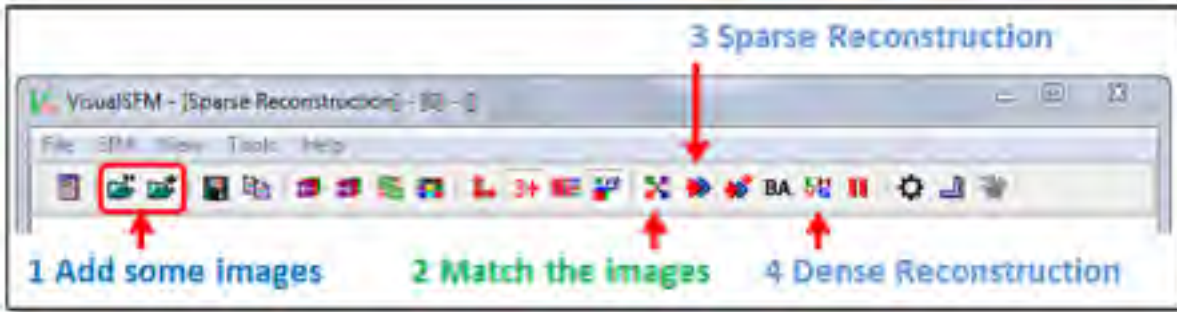 3 Sparse Reconstruction
VisualSFM - [Sparse Reconstruction] -
File SFM View Tools Help
3+ BA
1 Add some images
2 Match the images
4 Dense Reconstruction